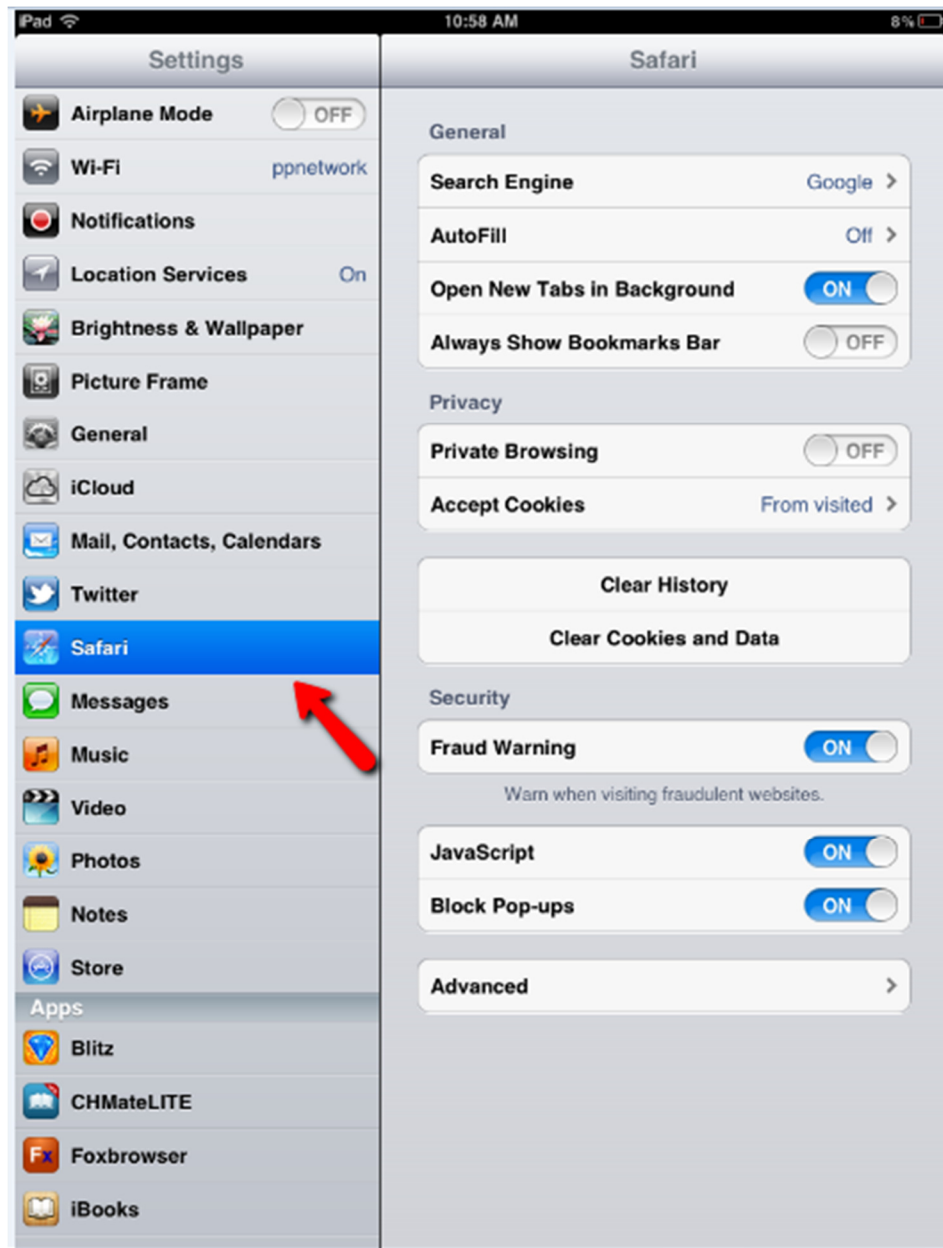 iPad 10:58 AM 8%
Settings
Airplane Mode OFF
Wi-Fi ppnetwork
Notifications
Location Services On
Brightness & Wallpaper
Picture Frame
General
iCloud
Mail, Contacts, Calendars
Twitter
Safari
Messages
Music
Video
Photos
Notes
Store
Apps
Blitz
CHMateLITE
Fx Foxbrowser
iBooks
Safari
General
Search Engine Google
AutoFill Off
Open New Tabs in Background ON
Always Show Bookmarks Bar OFF
Privacy
Private Browsing OFF
Accept Cookies From visited
Clear History
Clear Cookies and Data
Security
Fraud Warning ON
Warn when visiting fraudulent websites.
JavaScript ON
Block Pop-ups ON
Advanced